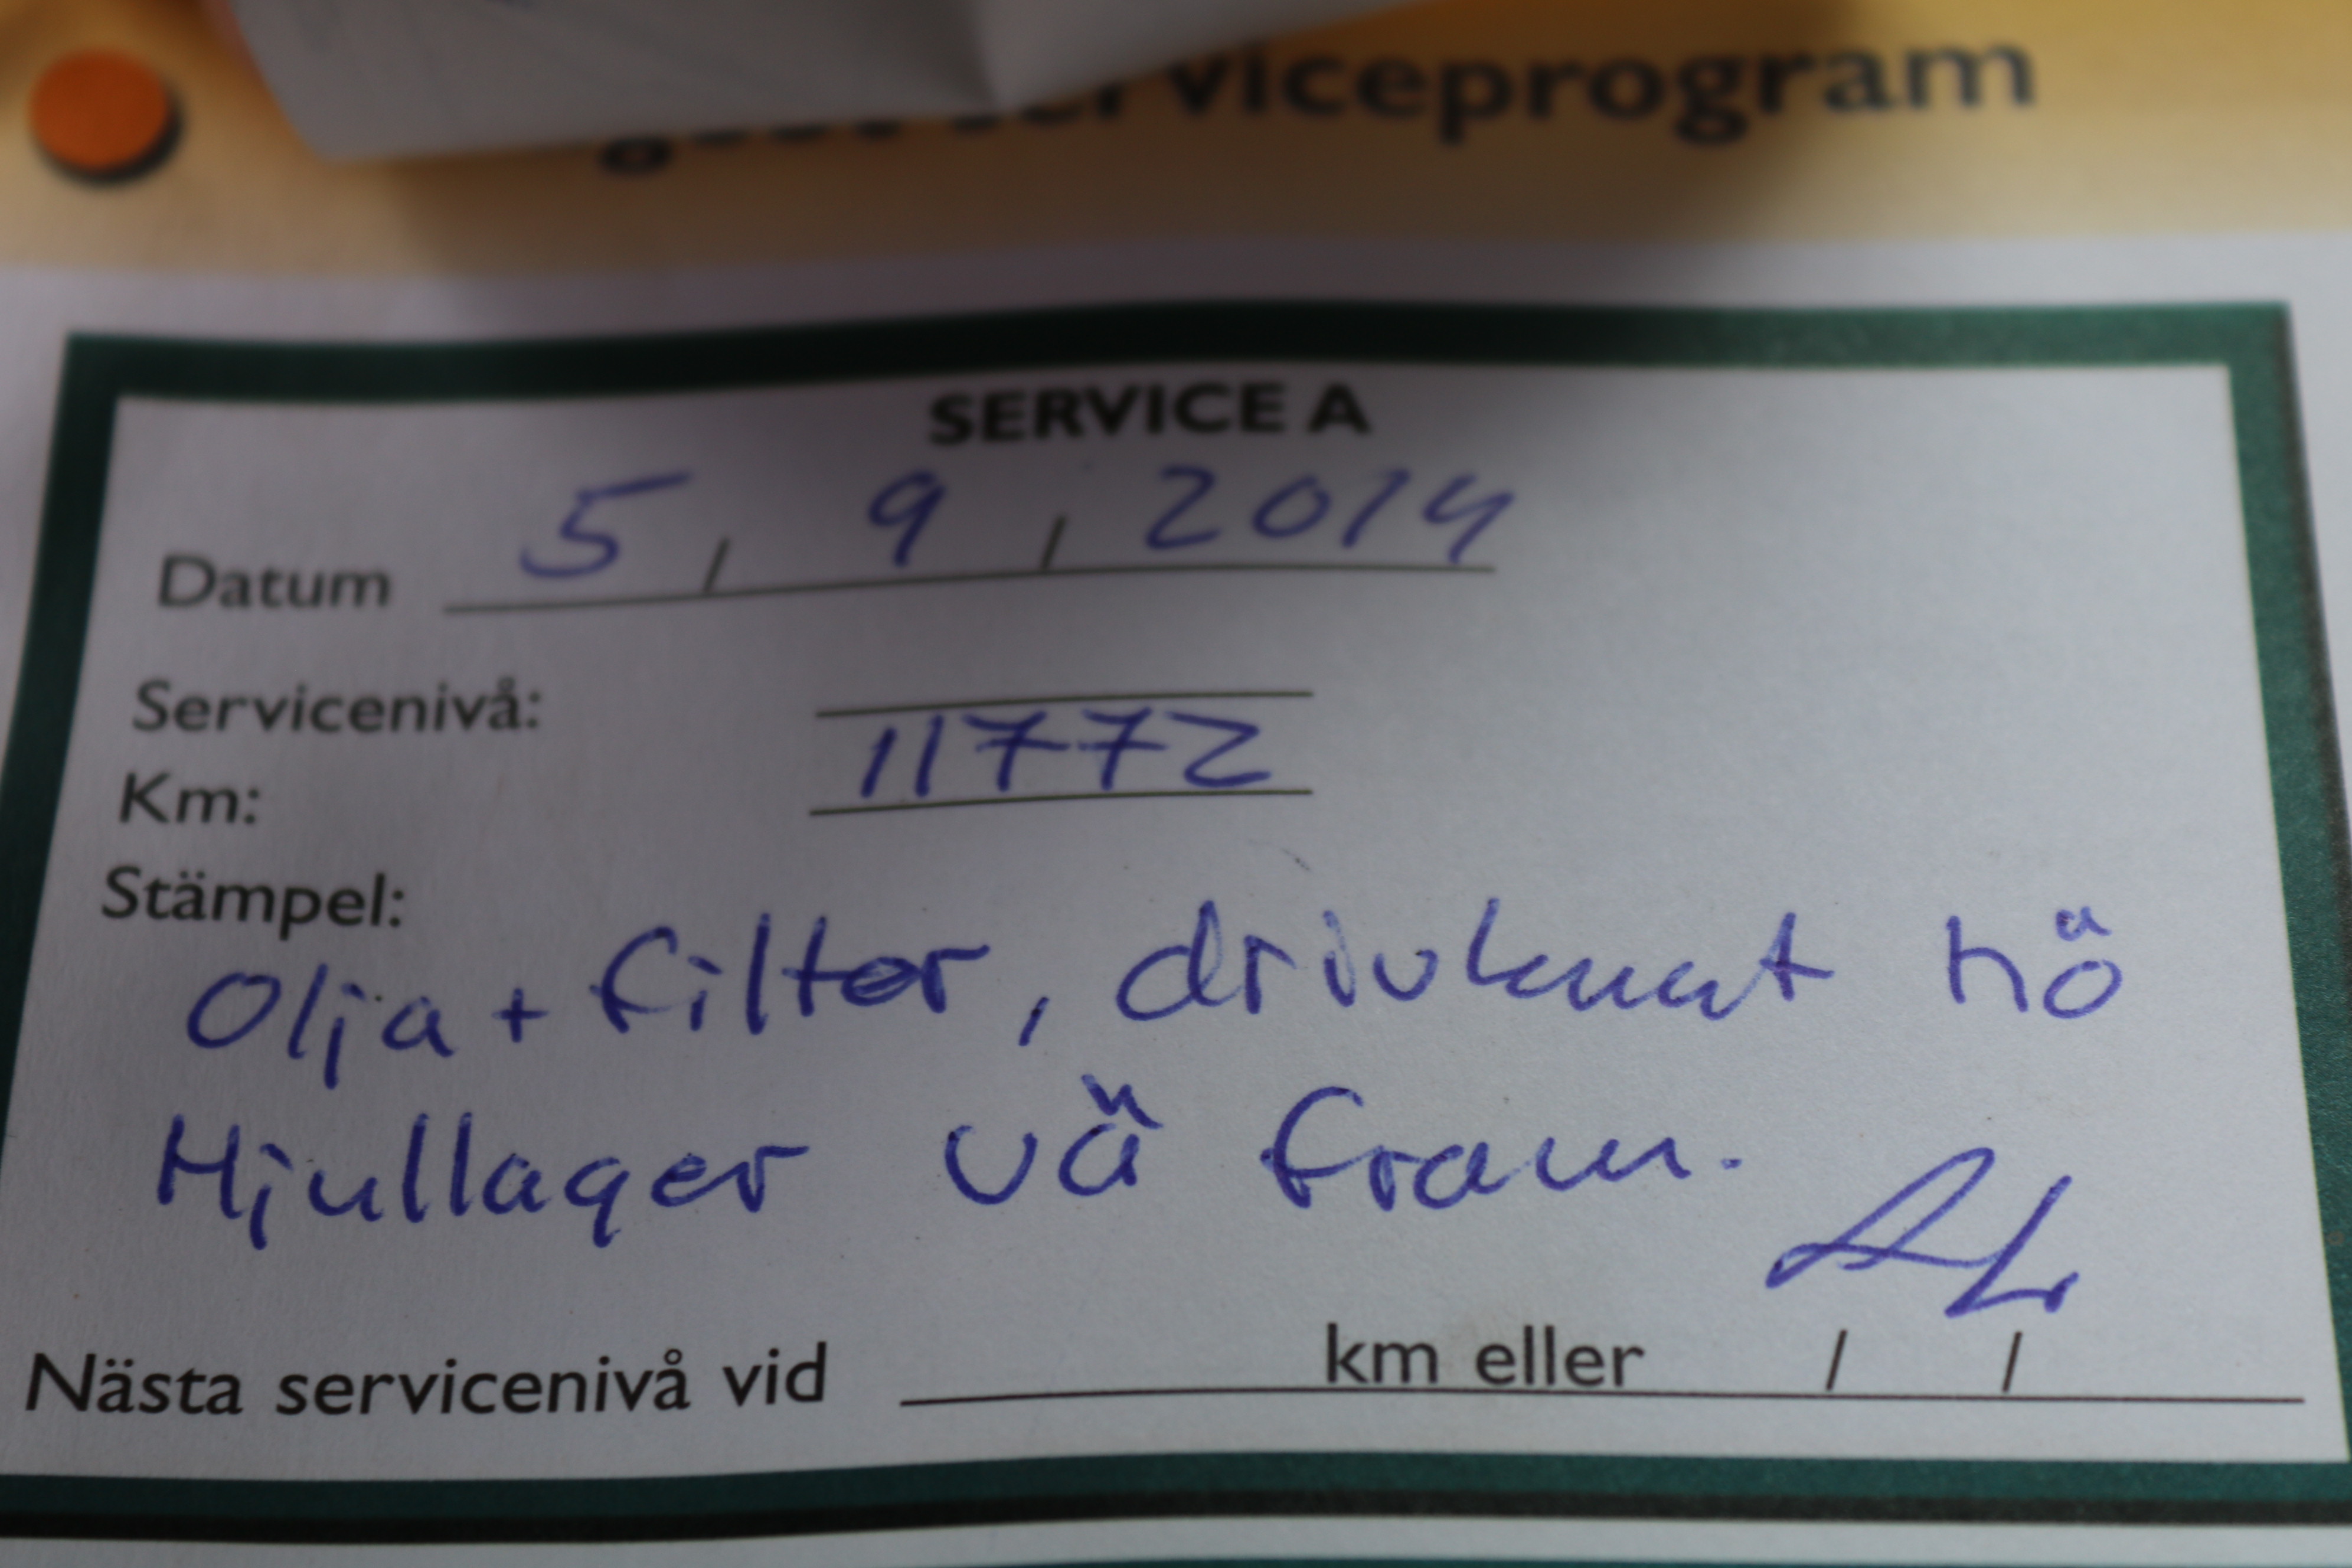 serviceprogram
SERVICE A
Datum 5 / 9 / 2014
Servicenivå:
Km: 11772
Stämpel:
Olja + filter, drivknut hö
Hjullager vä fram.
Nästa servicenivå vid km eller / /